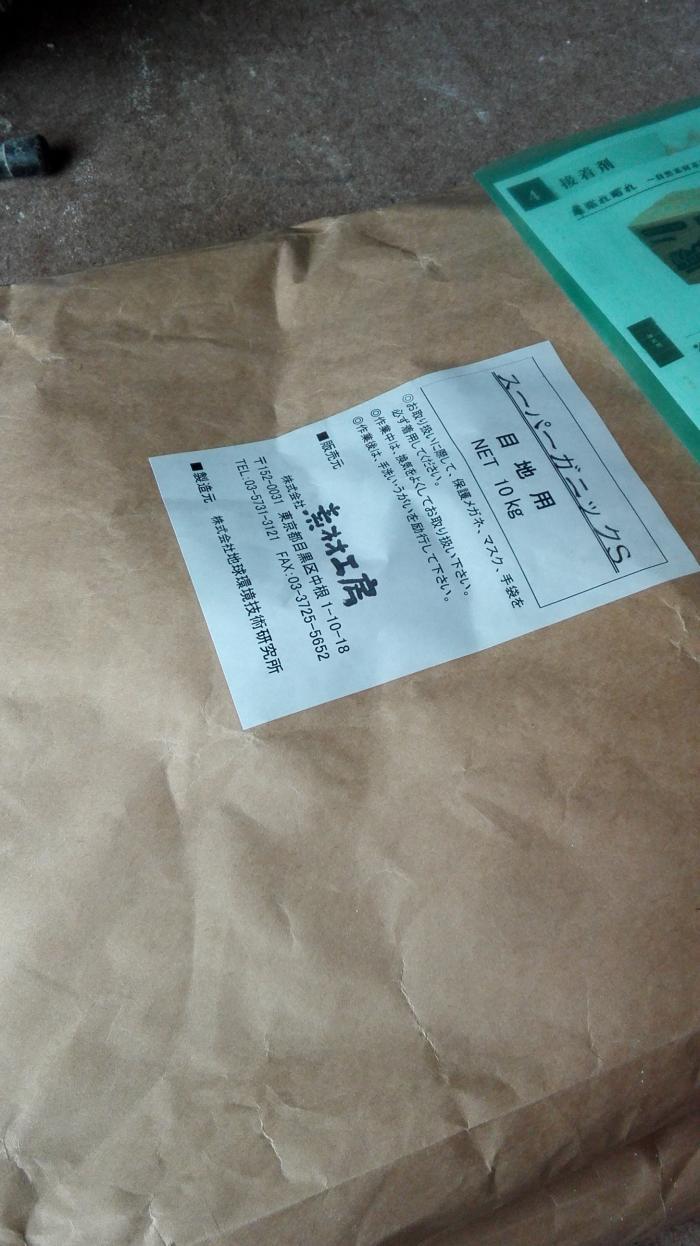 スーパーガニックS
目地用
NET 10Kg
◎お取り扱いに際して、保護メガネ、マスク、手袋を
必ず着用してください。
◎作業中は、換気をよくしてお取り扱い下さい。
◎作業後は、手洗い・うがいを励行して下さい。
■販売元
株式会社素材工房
〒152-0031 東京都目黒区中根1-10-18
TEL:03-5731-3121 FAX:03-3725-5652
■製造元 株式会社地球環境技術研究所
4 接着剤